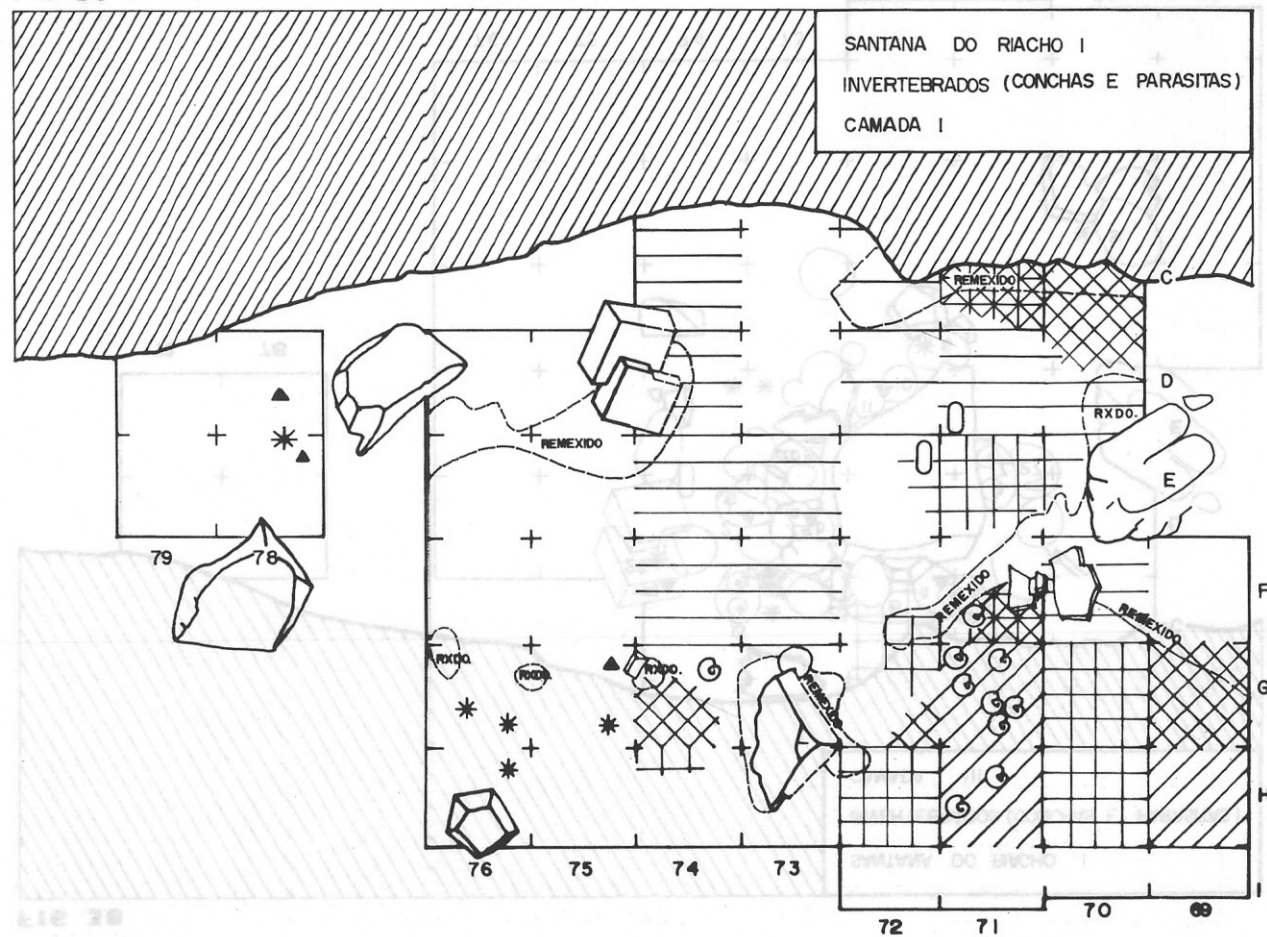 SANTANA DO RIACHO I
INVERTEBRADOS (CONCHAS E PARASITAS)
CAMADA I
REMEXIDO
C
D
RXDO.
REMEXIDO
E
79 78
REMEXIDO
F
REMEXIDO
RXDO.
RXDO.
RXDO.
REMEXIDO
G
H
76 75 74 73
I
72 71 70 69